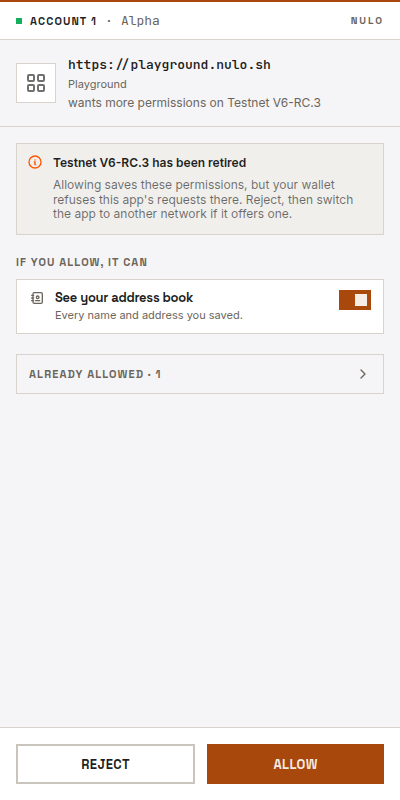 ACCOUNT 1 · Alpha
NULO
https://playground.nulo.sh
Playground
wants more permissions on Testnet V6-RC.3
Testnet V6-RC.3 has been retired
Allowing saves these permissions, but your wallet
refuses this app's requests there. Reject, then switch
the app to another network if it offers one.
IF YOU ALLOW, IT CAN
See your address book
Every name and address you saved.
ALREADY ALLOWED · 1
REJECT
ALLOW